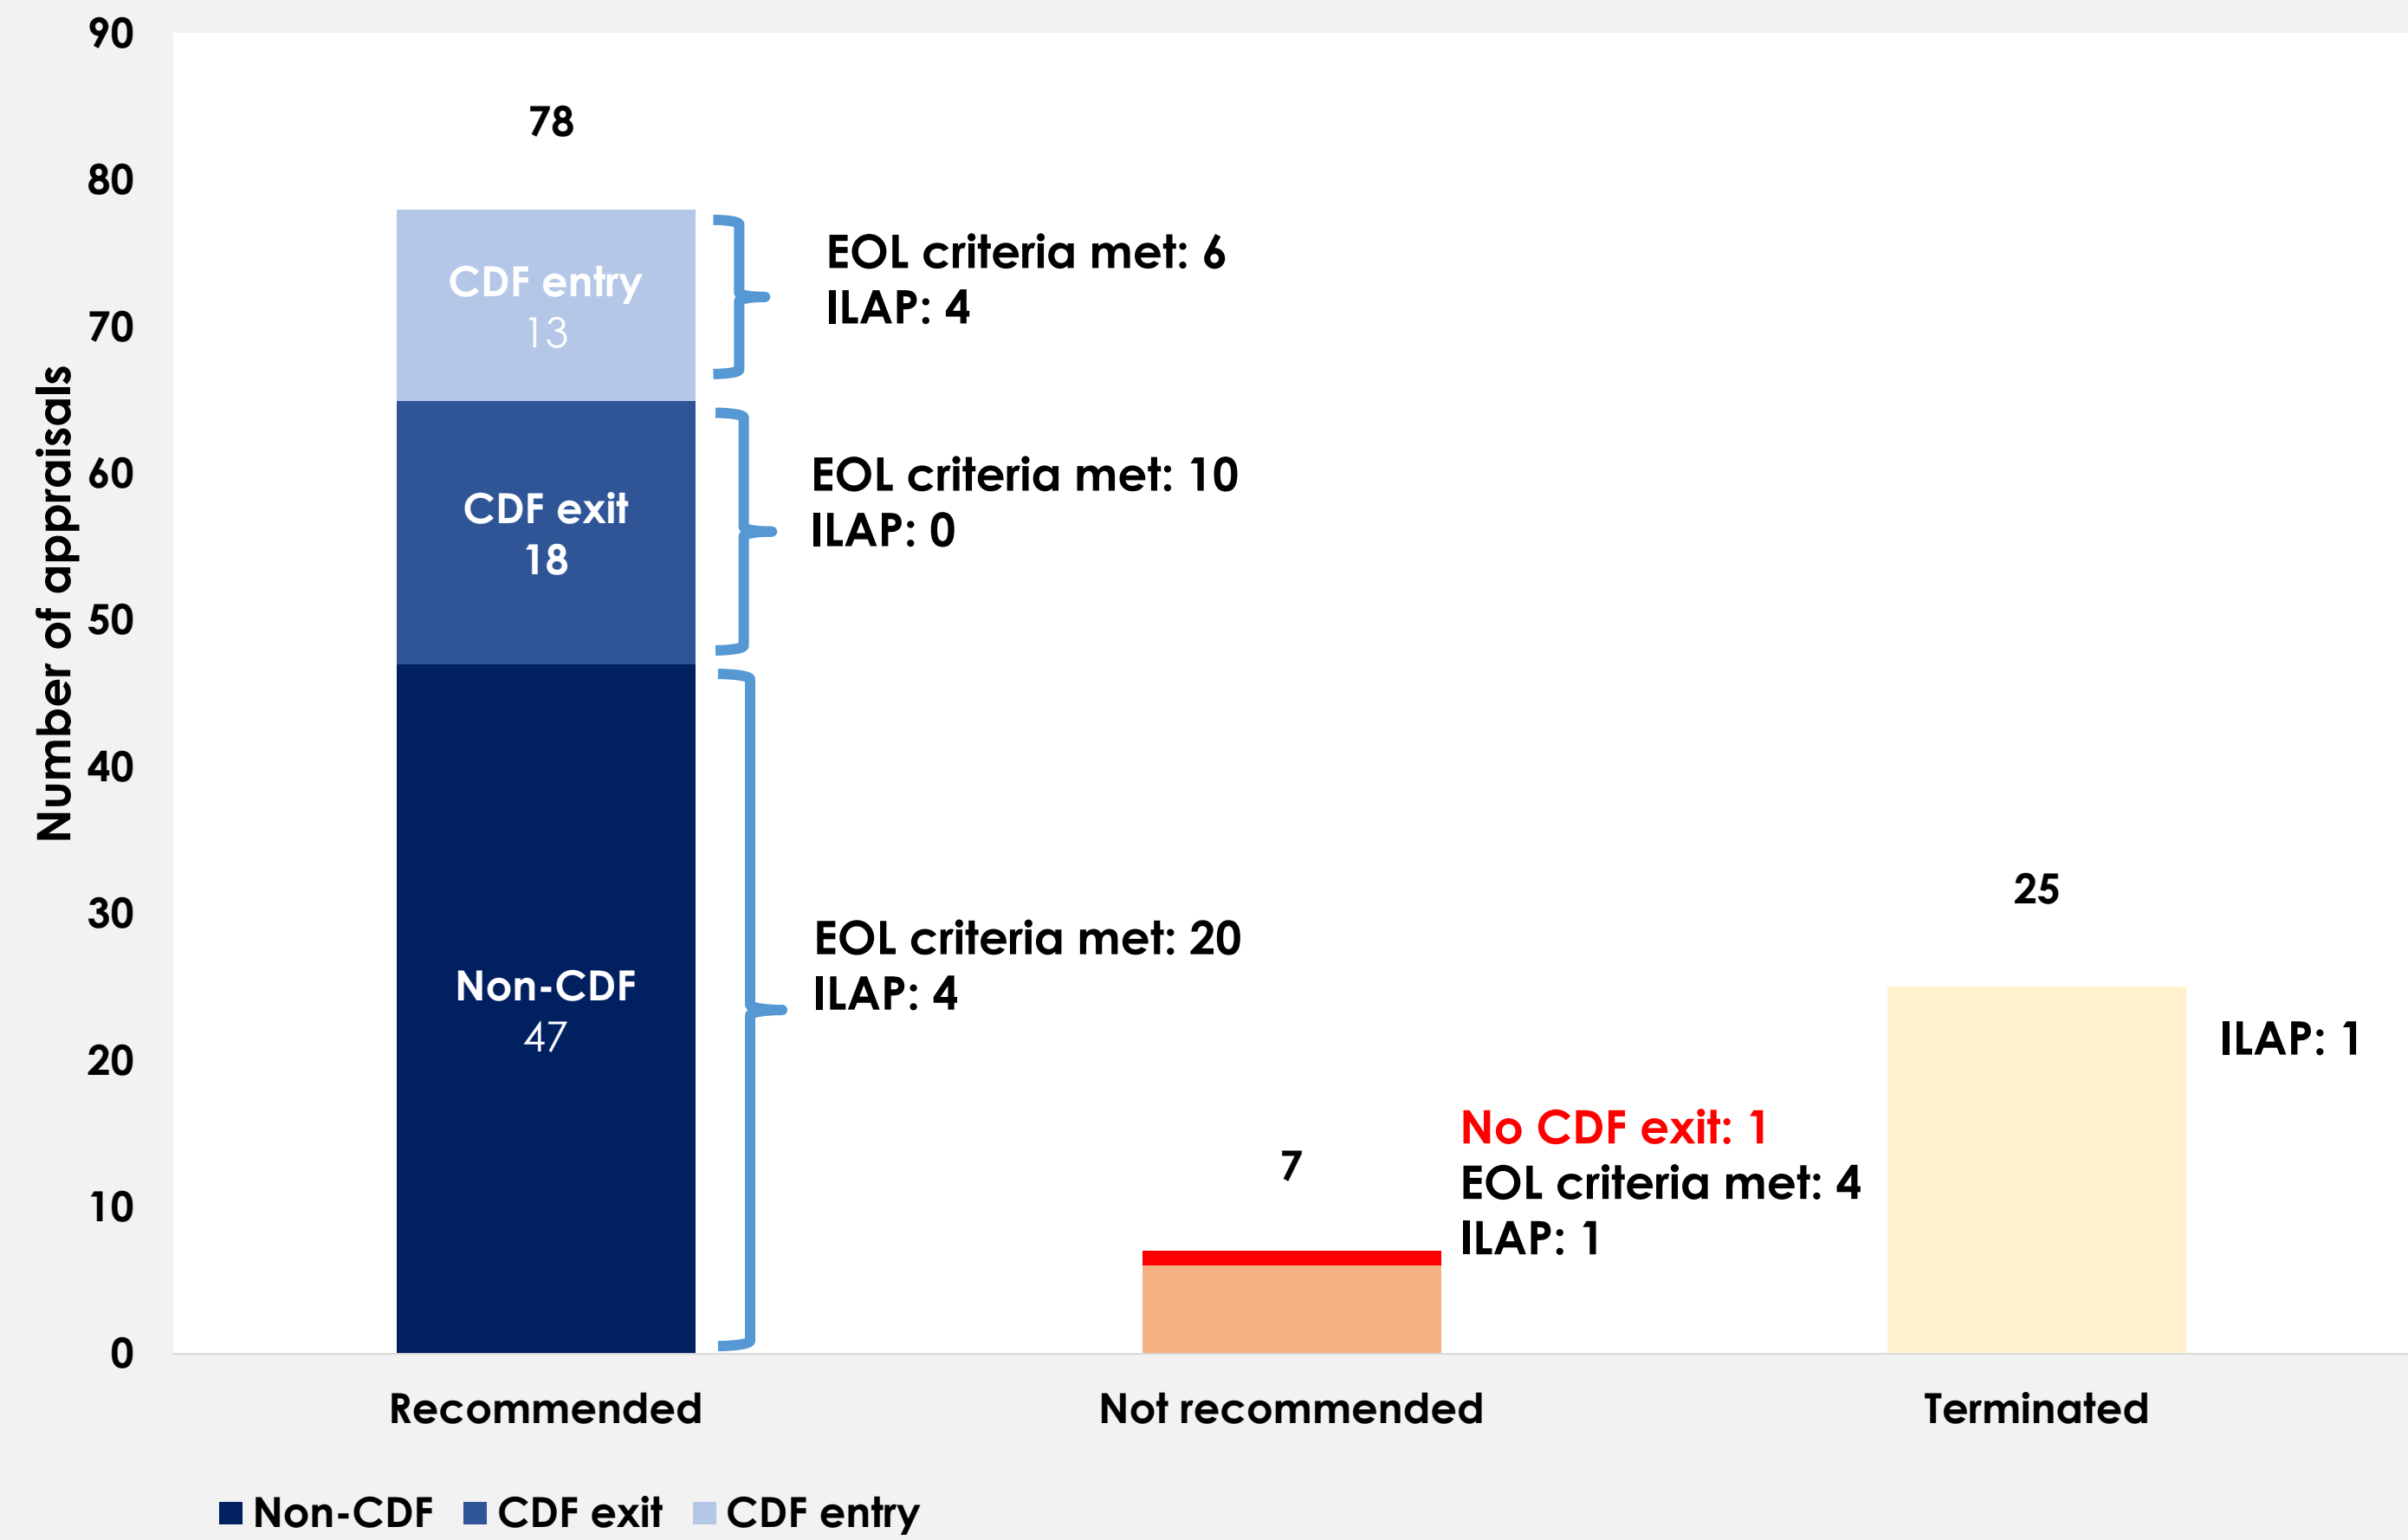 Number of appraisals
90
80
70
60
50
40
30
20
10
0
78
CDF entry
13
CDF exit
18
Non-CDF
47
EOL criteria met: 6
ILAP: 4
EOL criteria met: 10
ILAP: 0
EOL criteria met: 20
ILAP: 4
7
No CDF exit: 1
EOL criteria met: 4
ILAP: 1
25
ILAP: 1
Recommended
Not recommended
Terminated
Non-CDF
CDF exit
CDF entry